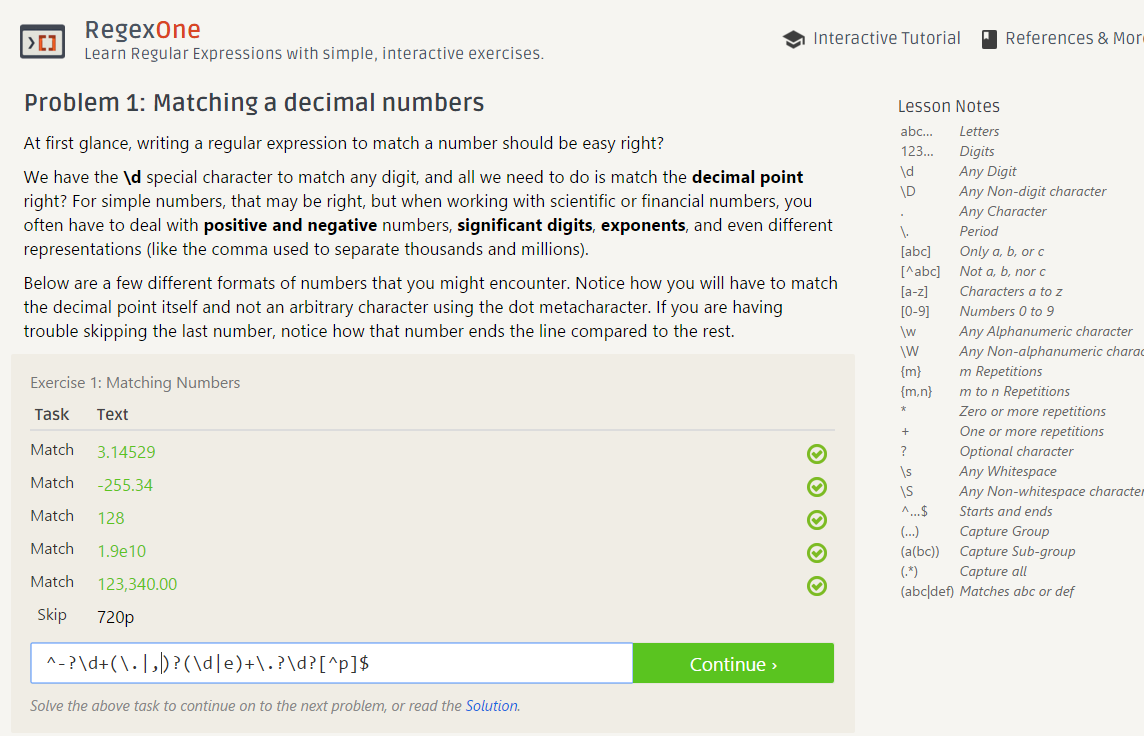 RegexOne
Learn Regular Expressions with simple, interactive exercises.
Interactive Tutorial
References & Mor
Problem 1: Matching a decimal numbers
At first glance, writing a regular expression to match a number should be easy right?
We have the \d special character to match any digit, and all we need to do is match the decimal point
right? For simple numbers, that may be right, but when working with scientific or financial numbers, you
often have to deal with positive and negative numbers, significant digits, exponents, and even different
representations (like the comma used to separate thousands and millions).
Below are a few different formats of numbers that you might encounter. Notice how you will have to match
the decimal point itself and not an arbitrary character using the dot metacharacter. If you are having
trouble skipping the last number, notice how that number ends the line compared to the rest.
Exercise 1: Matching Numbers
Task Text
Match 3.14529
Match -255.34
Match 128
Match 1.9e10
Match 123,340.00
Skip 720p
^-?\d+(\.|,)?(\d|e)+\.?\d?[^p]$
Continue ›
Solve the above task to continue on to the next problem, or read the Solution.
Lesson Notes
abc... Letters
123... Digits
\d Any Digit
\D Any Non-digit character
. Any Character
\. Period
[abc] Only a, b, or c
[^abc] Not a, b, nor c
[a-z] Characters a to z
[0-9] Numbers 0 to 9
\w Any Alphanumeric character
\W Any Non-alphanumeric charac
{m} m Repetitions
{m,n} m to n Repetitions
* Zero or more repetitions
+ One or more repetitions
? Optional character
\s Any Whitespace
\S Any Non-whitespace character
^...$ Starts and ends
(...) Capture Group
(a(bc)) Capture Sub-group
(.*) Capture all
(abc|def) Matches abc or def